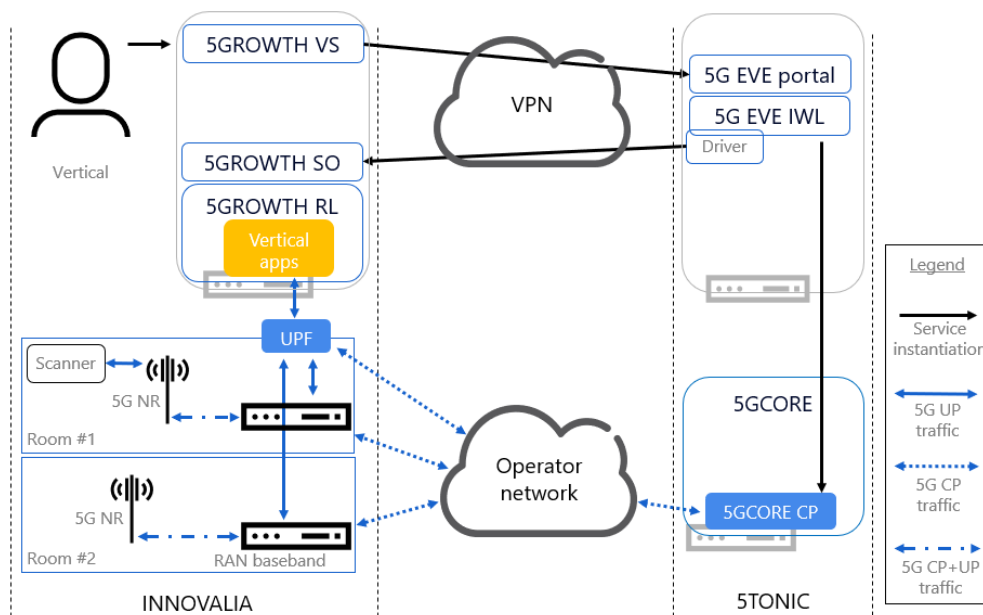 5GROWTH VS
5G EVE portal
VPN
5G EVE IWL
Driver
Vertical
5GROWTH SO
5GROWTH RL
Vertical
apps
Legend
Service
instantiation
UPF
Scanner
5G NR
Room #1
5GCORE
5G UP
traffic
Operator
network
5G CP
traffic
5G NR
5GCORE CP
RAN baseband
Room #2
5G CP+UP
traffic
INNOVALIA
5TONIC